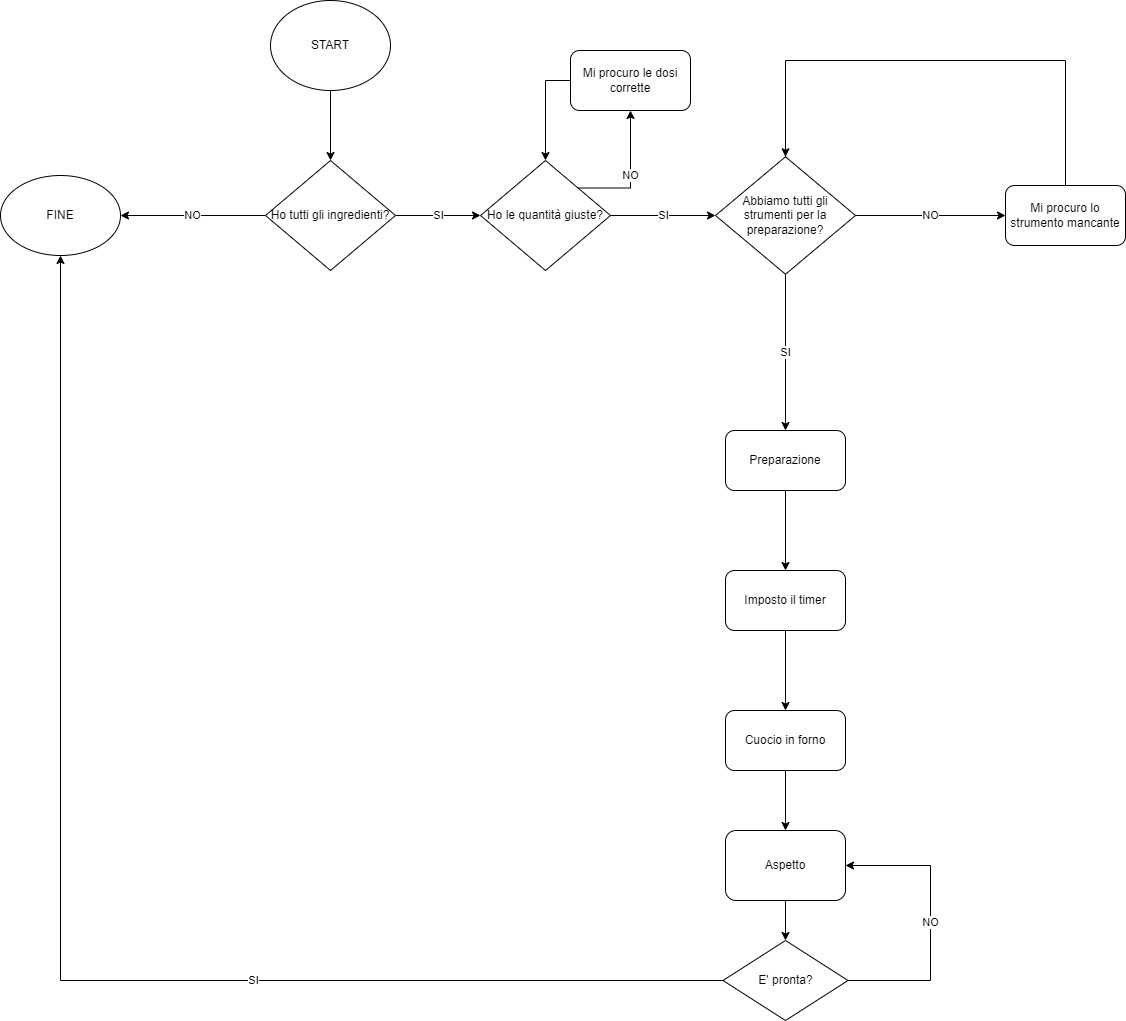 START
Mi procuro le dosi
corrette
NO
FINE
NO
Ho tutti gli ingredienti?
SI
Ho le quantità giuste?
SI
Abbiamo tutti gli
strumenti per la
preparazione?
NO
Mi procuro lo
strumento mancante
SI
Preparazione
Imposto il timer
Cuocio in forno
Aspetto
NO
SI
E' pronta?